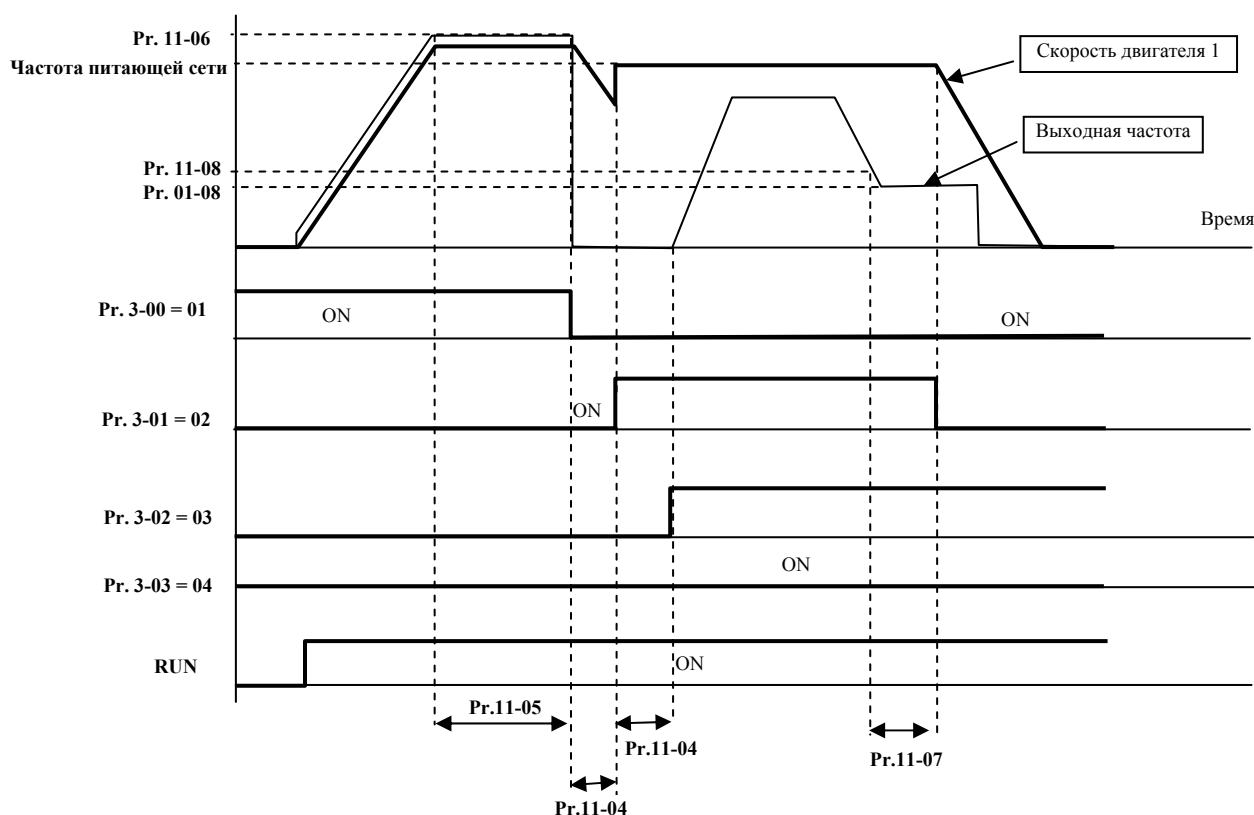 Pr. 11-06
Частота питающей сети
Скорость двигателя 1
Выходная частота
Pr. 11-08
Pr. 01-08
Время
Pr. 3-00 = 01
ON
ON
Pr. 3-01 = 02
ON
Pr. 3-02 = 03
Pr. 3-03 = 04
ON
RUN
ON
Pr.11-05
Pr.11-04
Pr.11-07
Pr.11-04